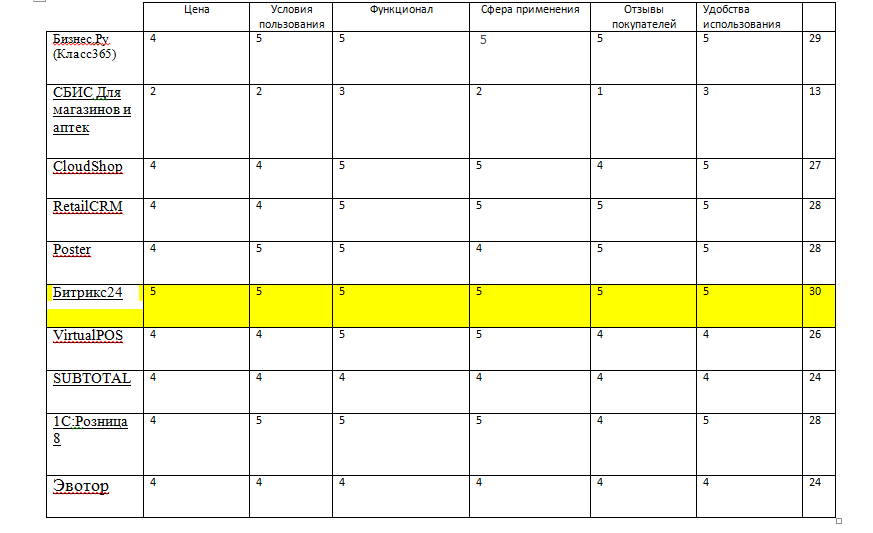 Цена Условия пользования Функционал Сфера применения Отзывы покупателей Удобства использования
Бизнес.Ру (Класс365) 4 5 5 5 5 5 29
СБИС Для магазинов и аптек 2 2 3 2 1 3 13
CloudShop 4 4 5 5 4 5 27
RetailCRM 4 4 5 5 5 5 28
Poster 4 5 5 4 5 5 28
Битрикс24 5 5 5 5 5 5 30
VirtualPOS 4 4 5 5 4 4 26
SUBTOTAL 4 4 4 4 4 4 24
1С:Розница 8 4 5 5 5 4 5 28
Эвотор 4 4 4 4 4 4 24